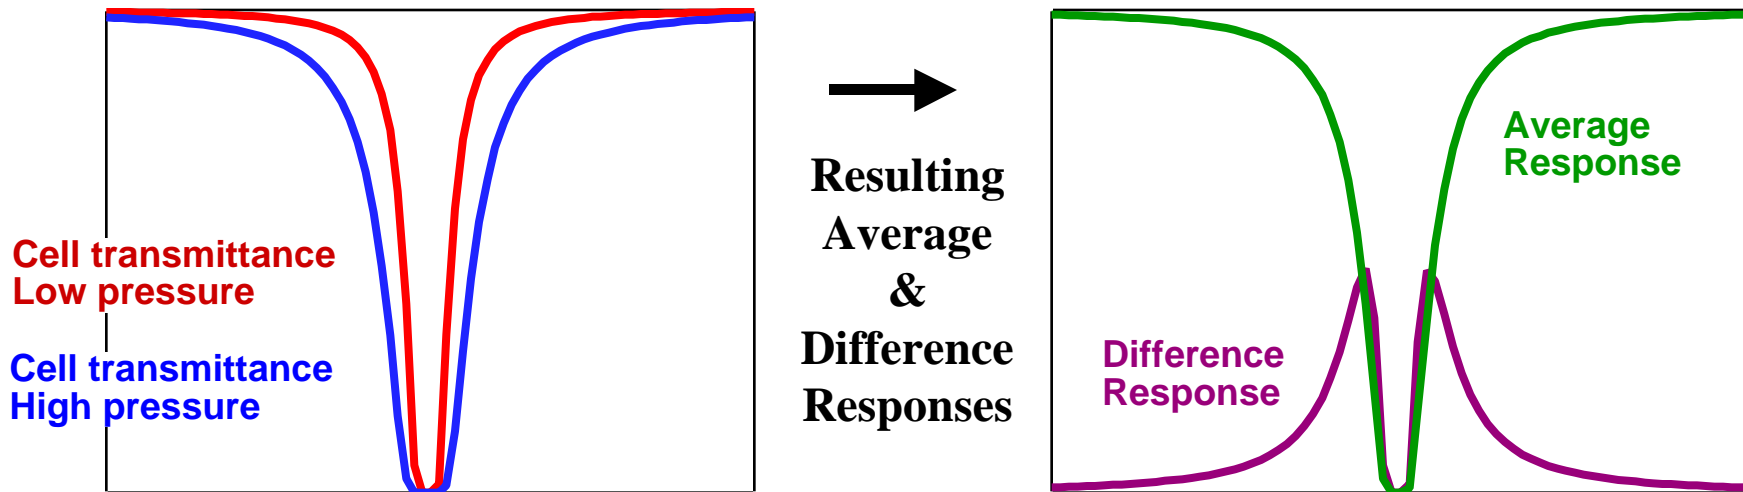 Cell transmittance
Low pressure
Cell transmittance
High pressure
Resulting
Average
&
Difference
Responses
Average
Response
Difference
Response